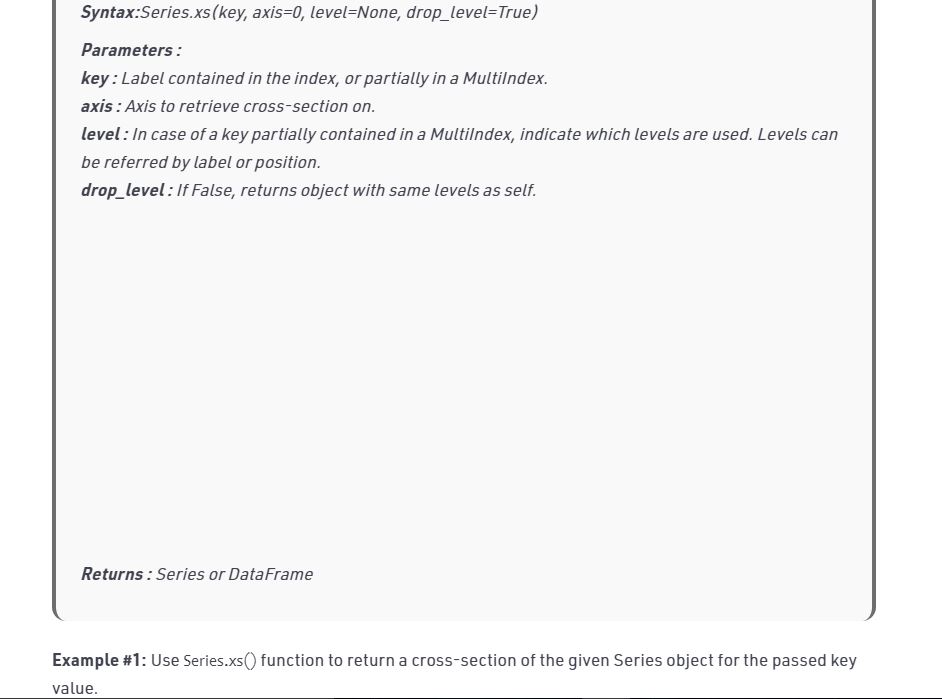 Syntax:Series.xs(key, axis=0, level=None, drop_level=True)
Parameters :
key : Label contained in the index, or partially in a MultiIndex.
axis : Axis to retrieve cross-section on.
level : In case of a key partially contained in a MultiIndex, indicate which levels are used. Levels can
be referred by label or position.
drop_level : If False, returns object with same levels as self.
Returns : Series or DataFrame
Example #1: Use Series.xs() function to return a cross-section of the given Series object for the passed key
value.